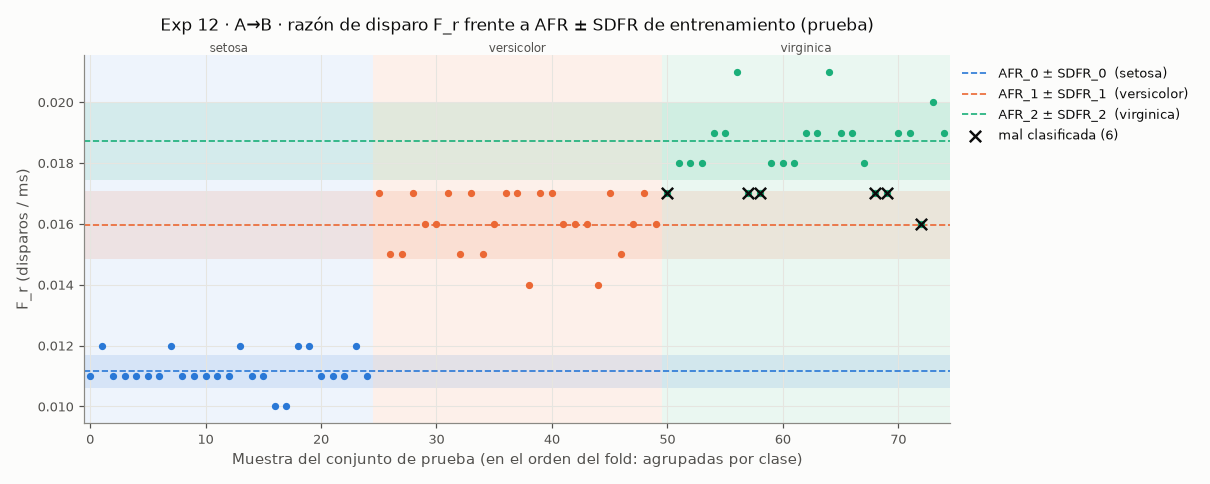 Exp 12 · A→B · razón de disparo F_r frente a AFR ± SDFR de entrenamiento (prueba)
setosa versicolor virginica
AFR_0 ± SDFR_0 (setosa)
AFR_1 ± SDFR_1 (versicolor)
AFR_2 ± SDFR_2 (virginica)
mal clasificada (6)
F_r (disparos / ms)
0.020
0.018
0.016
0.014
0.012
0.010
0 10 20 30 40 50 60 70
Muestra del conjunto de prueba (en el orden del fold: agrupadas por clase)